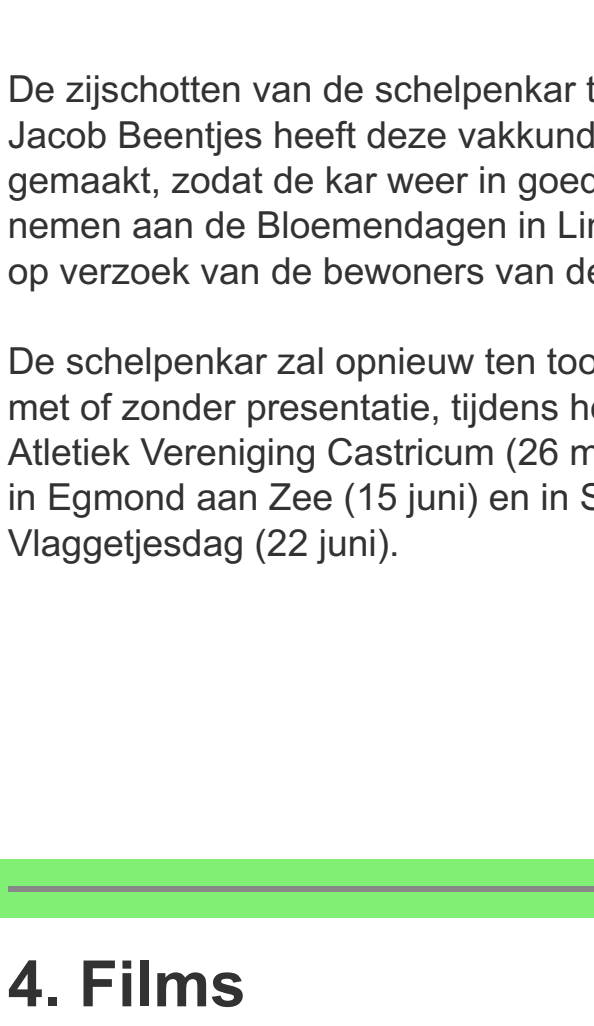 De zijschotten van de schelpenkar
Jacob Beentjes heeft deze
gemaakt, zodat de kar weer in
nemen aan de Bloemendagen in
op verzoek van de bewoners van
De schelpenkar zal opnieuw ten
met of zonder presentatie, tijdens
Atletiek Vereniging Castricum (26
in Egmond aan Zee (15 juni) en in
Vlaggetjesdag (22 juni).
4. Films